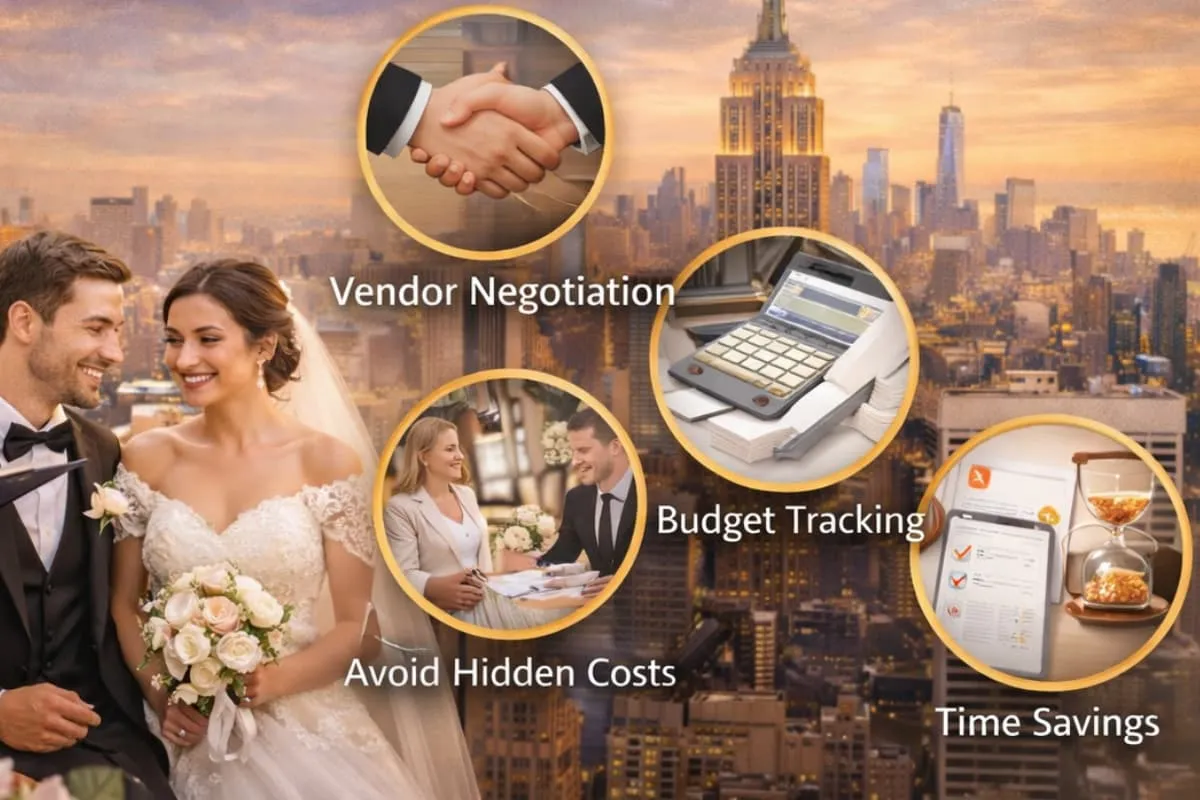 Vendor Negotiation
Budget Tracking
Avoid Hidden Costs
Time Savings